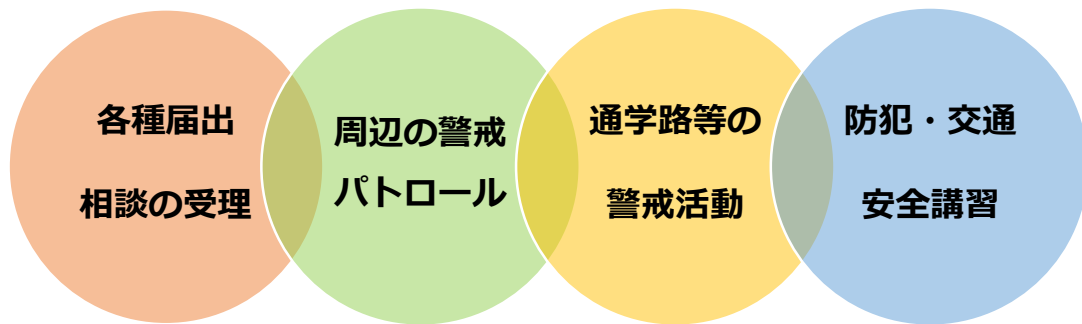 各種届出
相談の受理
周辺の警戒
パトロール
通学路等の
警戒活動
防犯・交通
安全講習